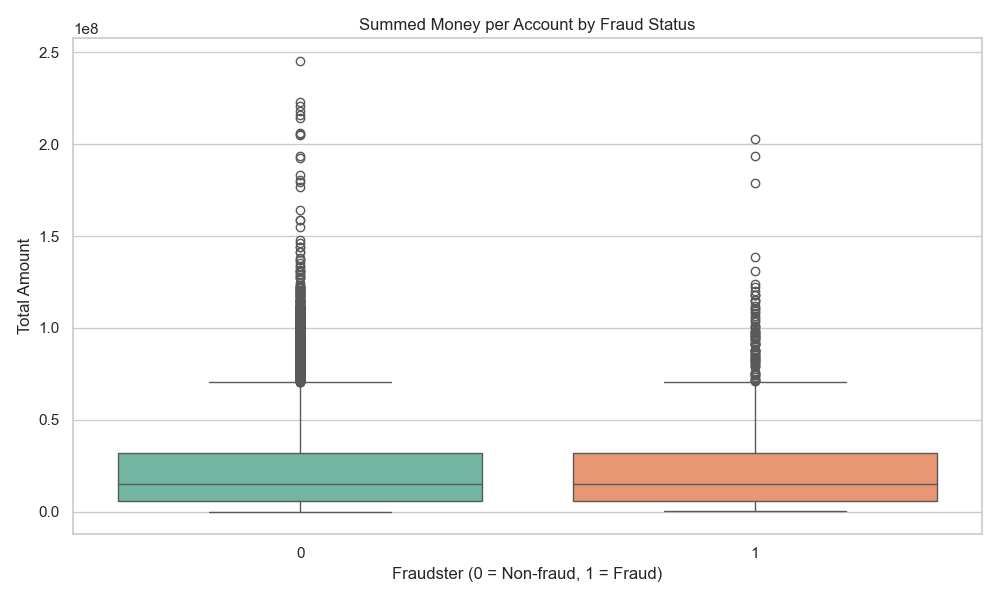 Summed Money per Account by Fraud Status
1e8
2.5
2.0
1.5
1.0
0.5
0.0
Total Amount
0
1
Fraudster (0 = Non-fraud, 1 = Fraud)